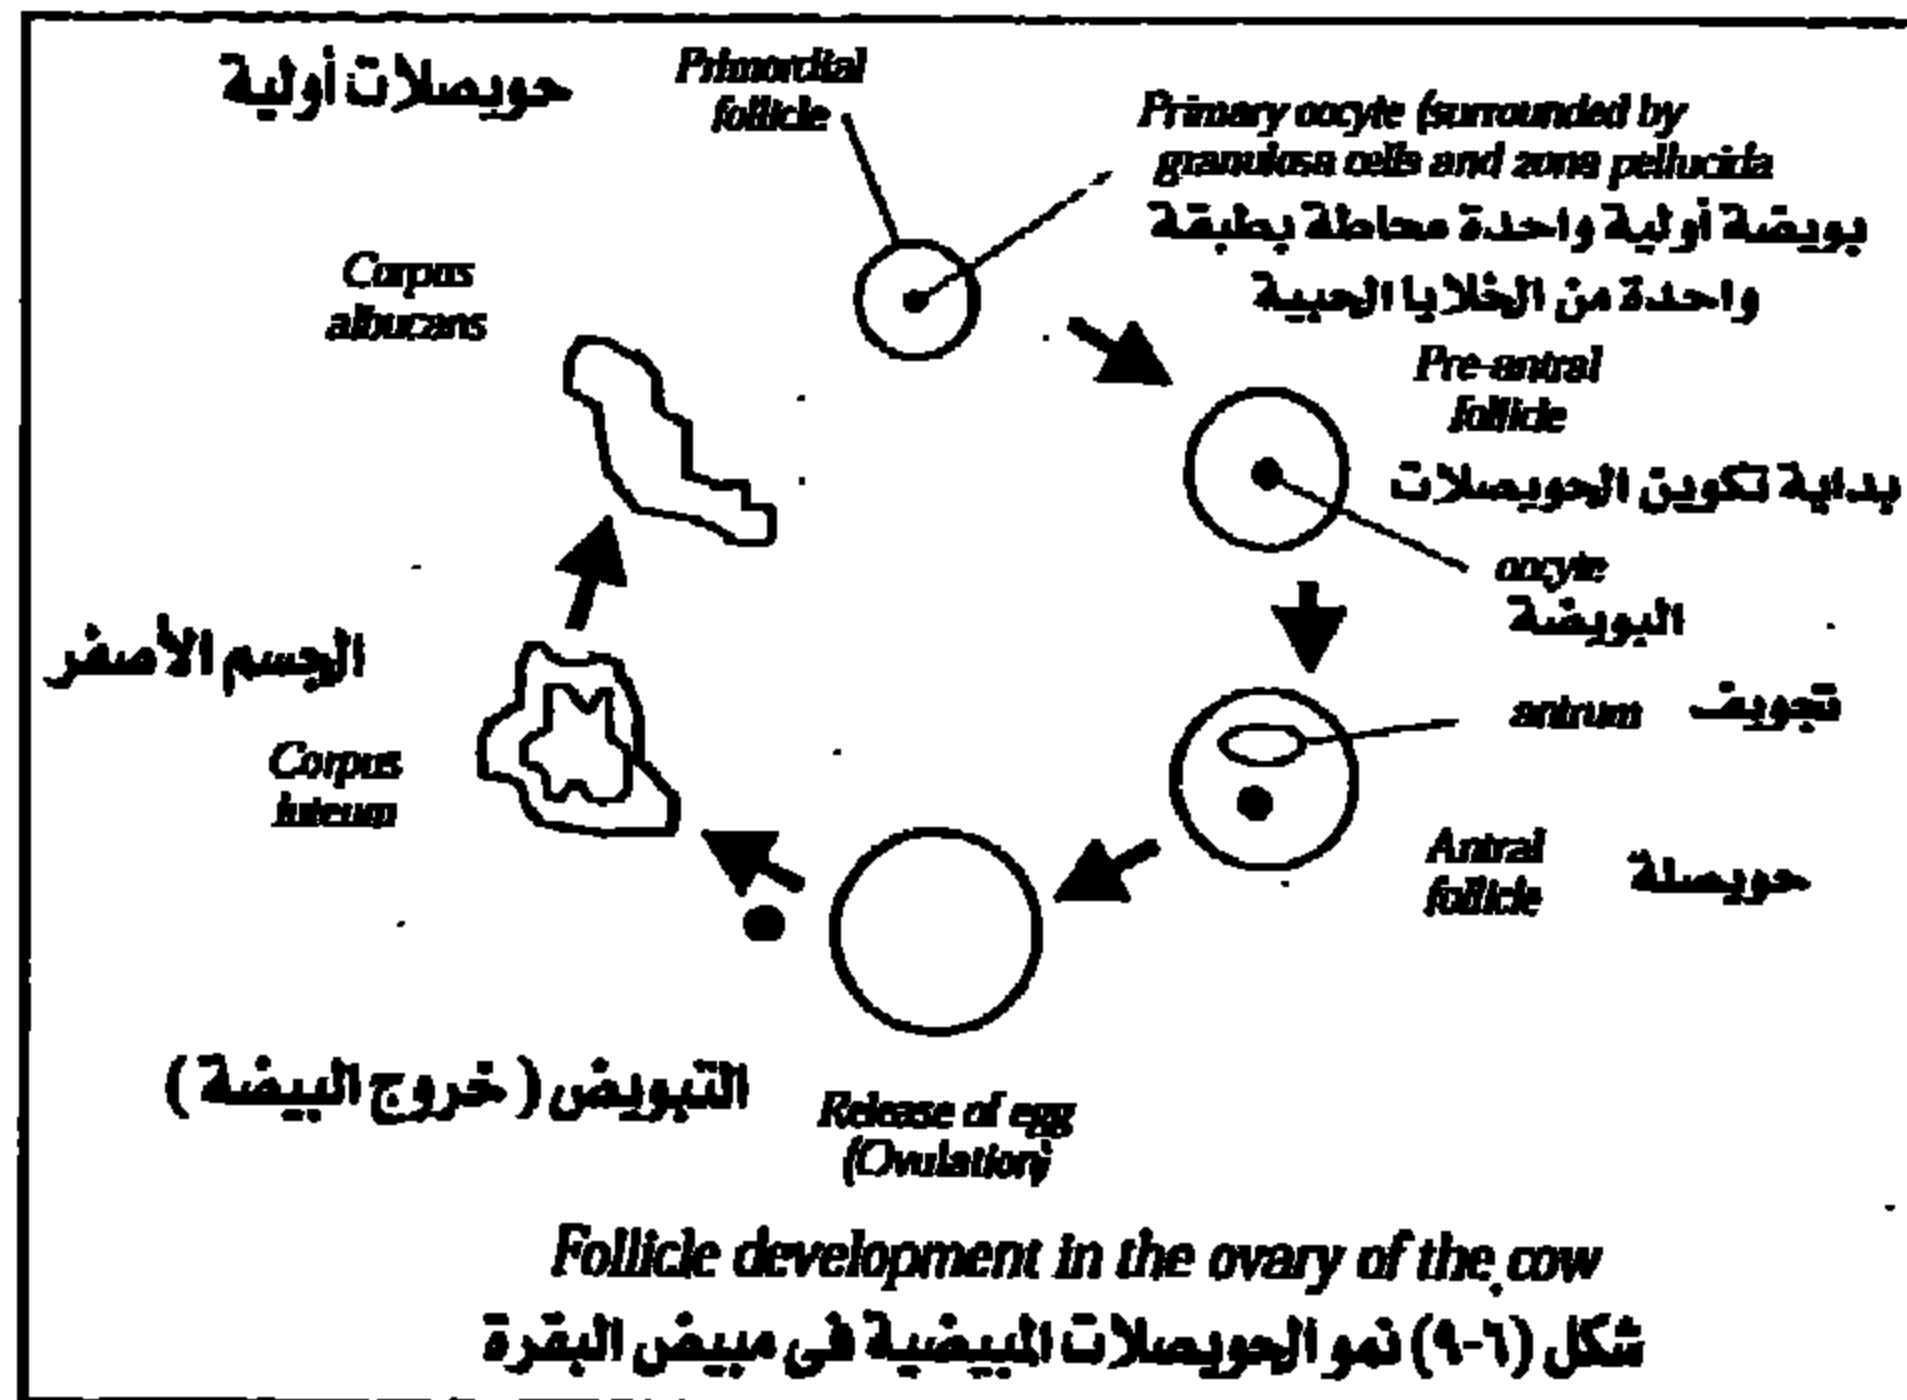 حويصلات أولية
Primordial
follicle
Primary oocyte (surrounded by
granulosa cells and zona pellucida
بويضة أولية واحدة محاطة بطبقة
واحدة من الخلايا الحبية
Corpus
albucans
Pre-antral
follicle
بداية تكوين الحويصلات
oocyte
البويضة
الجسم الأصفر
Corpus
luteum
antrum تجويف
Antral
follicle
حويصلة
التبويض ( خروج البيضة )
Release of egg
(Ovulation)
Follicle development in the ovary of the cow
شكل (٦-٩) نمو الحويصلات المبيضية في مبيض البقرة